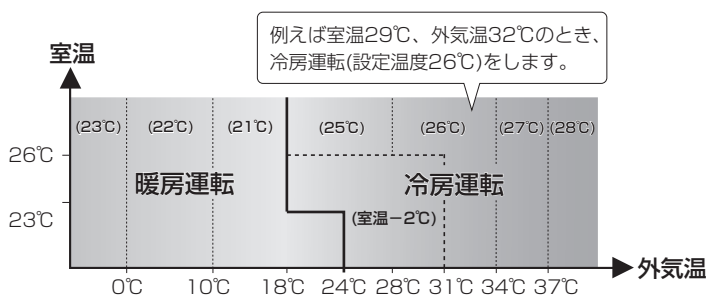 例えば室温29℃、外気温32℃のとき、
冷房運転(設定温度26℃)をします。
室温
(23℃) (22℃) (21℃) (25℃) (26℃) (27℃) (28℃)
26℃
暖房運転 冷房運転
23℃
(室温−2℃)
外気温
0℃ 10℃ 18℃ 24℃ 28℃ 31℃ 34℃ 37℃